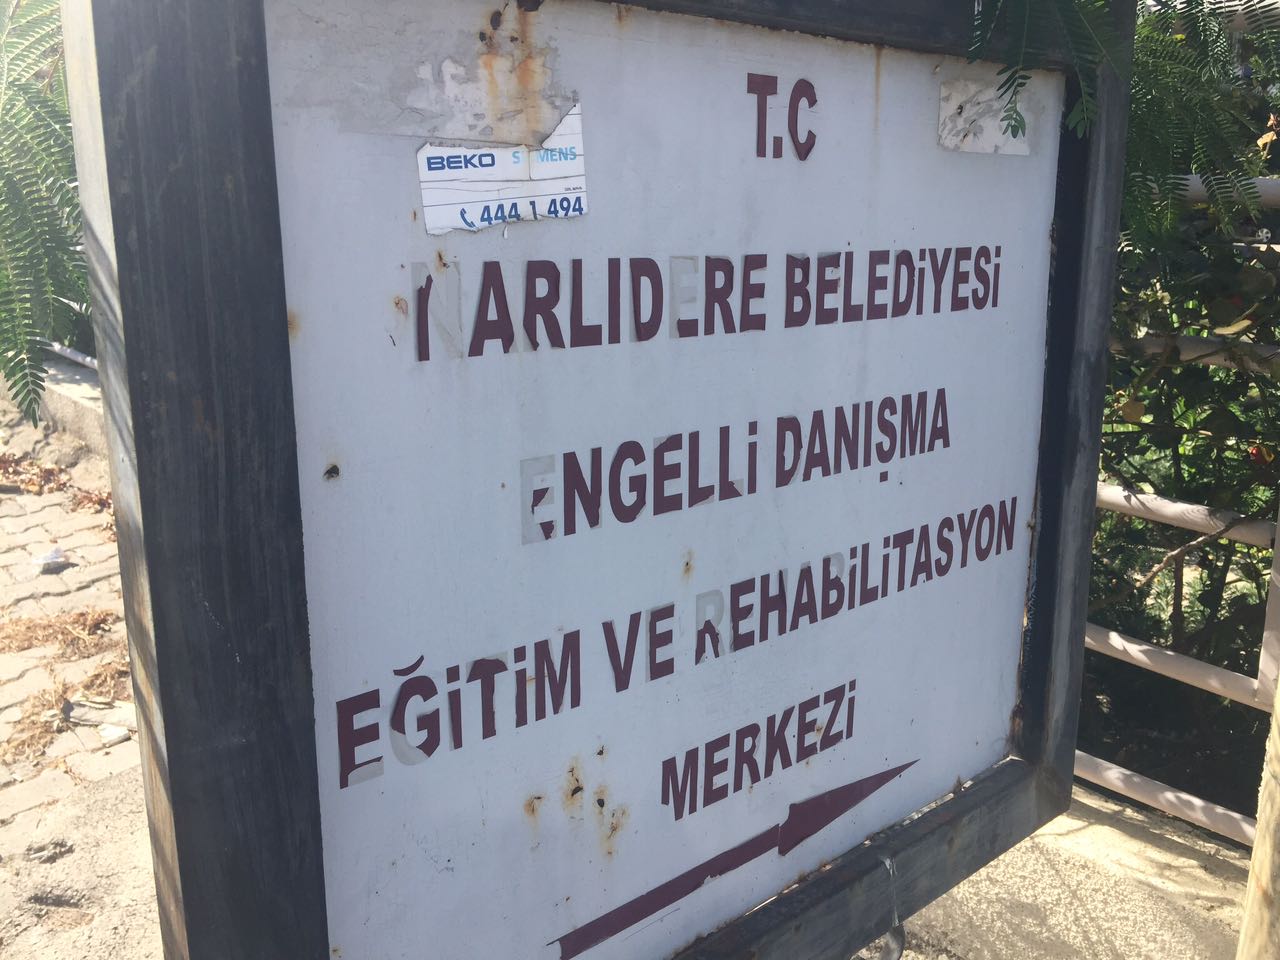 T.C
BEKO SIEMENS
444 1 494
NARLIDERE BELEDİYESİ
ENGELLİ DANIŞMA
EĞİTİM VE REHABİLİTASYON
MERKEZİ